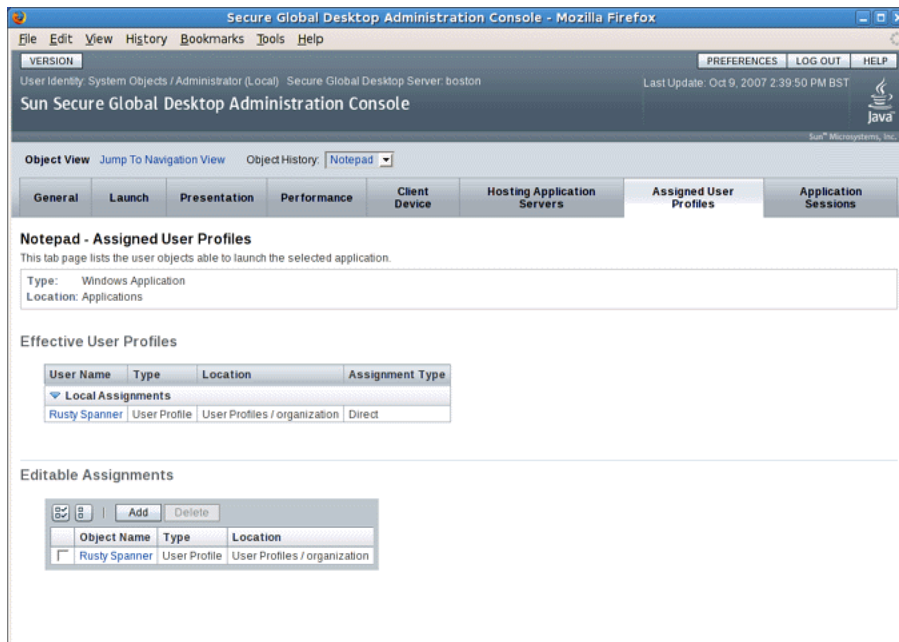 Secure Global Desktop Administration Console - Mozilla Firefox
File Edit View History Bookmarks Tools Help
VERSION PREFERENCES LOG OUT HELP
User Identity: System Objects / Administrator (Local) Secure Global Desktop Server: boston Last Update: Oct 9, 2007 2:39:50 PM BST
Sun Secure Global Desktop Administration Console
Java
Sun™ Microsystems, Inc.
Object View Jump To Navigation View Object History: Notepad
General Launch Presentation Performance Client Device Hosting Application Servers Assigned User Profiles Application Sessions
Notepad - Assigned User Profiles
This tab page lists the user objects able to launch the selected application.
Type: Windows Application
Location: Applications
Effective User Profiles
User Name Type Location Assignment Type
Local Assignments
Rusty Spanner User Profile User Profiles / organization Direct
Editable Assignments
Add Delete
Object Name Type Location
Rusty Spanner User Profile User Profiles / organization